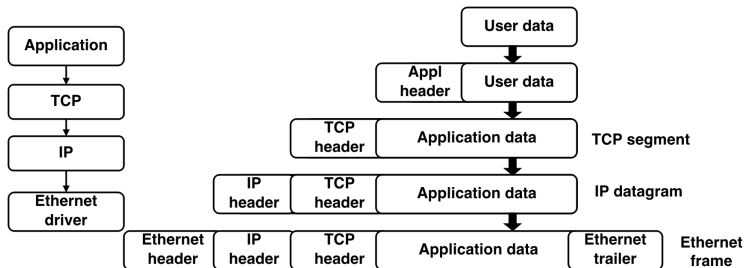 Application
TCP
IP
Ethernet
driver
User data
Appl
header
User data
TCP
header
Application data
TCP segment
IP
header
TCP
header
Application data
IP datagram
Ethernet
header
IP
header
TCP
header
Application data
Ethernet
trailer
Ethernet
frame